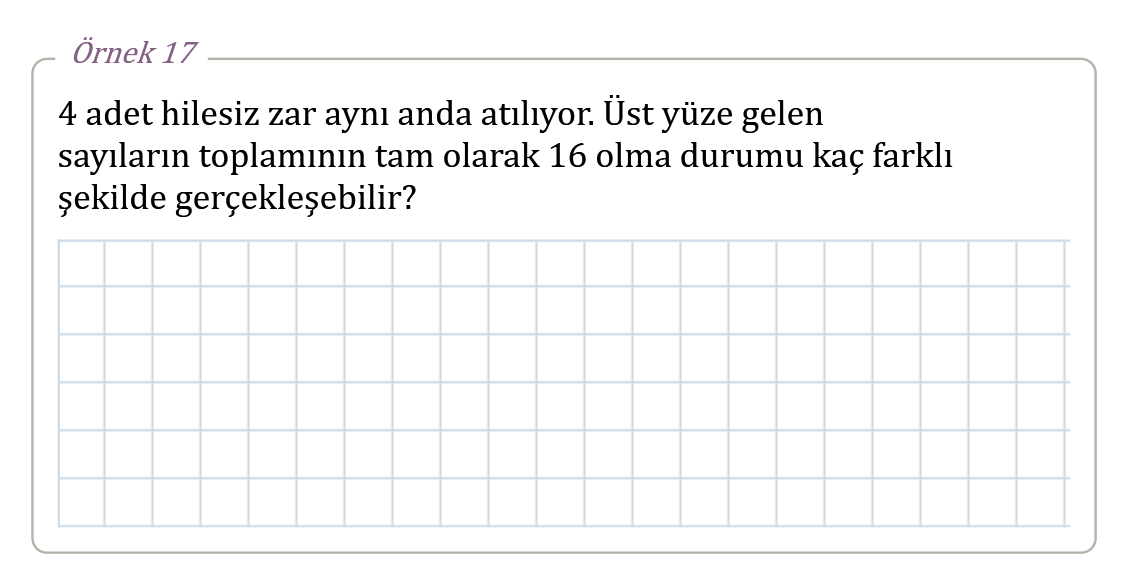 Örnek 17
4 adet hilesiz zar aynı anda atılıyor. Üst yüze gelen
sayıların toplamının tam olarak 16 olma durumu kaç farklı
şekilde gerçekleşebilir?